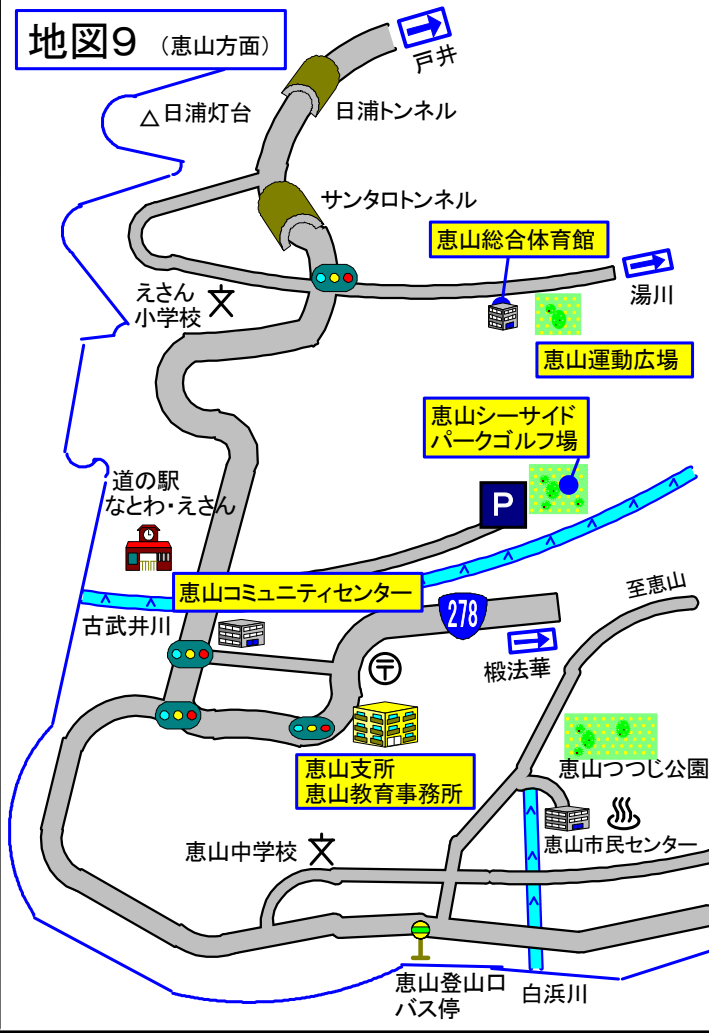 地図9 （恵山方面）
戸井
△日浦灯台
日浦トンネル
サンタロトンネル
恵山総合体育館
湯川
えさん
小学校
恵山運動広場
恵山シーサイド
パークゴルフ場
P
道の駅
なとわ・えさん
恵山コミュニティセンター
278
至恵山
古武井川
〒
椴法華
恵山支所
恵山教育事務所
恵山つつじ公園
恵山市民センター
恵山中学校
恵山登山口
バス停
白浜川